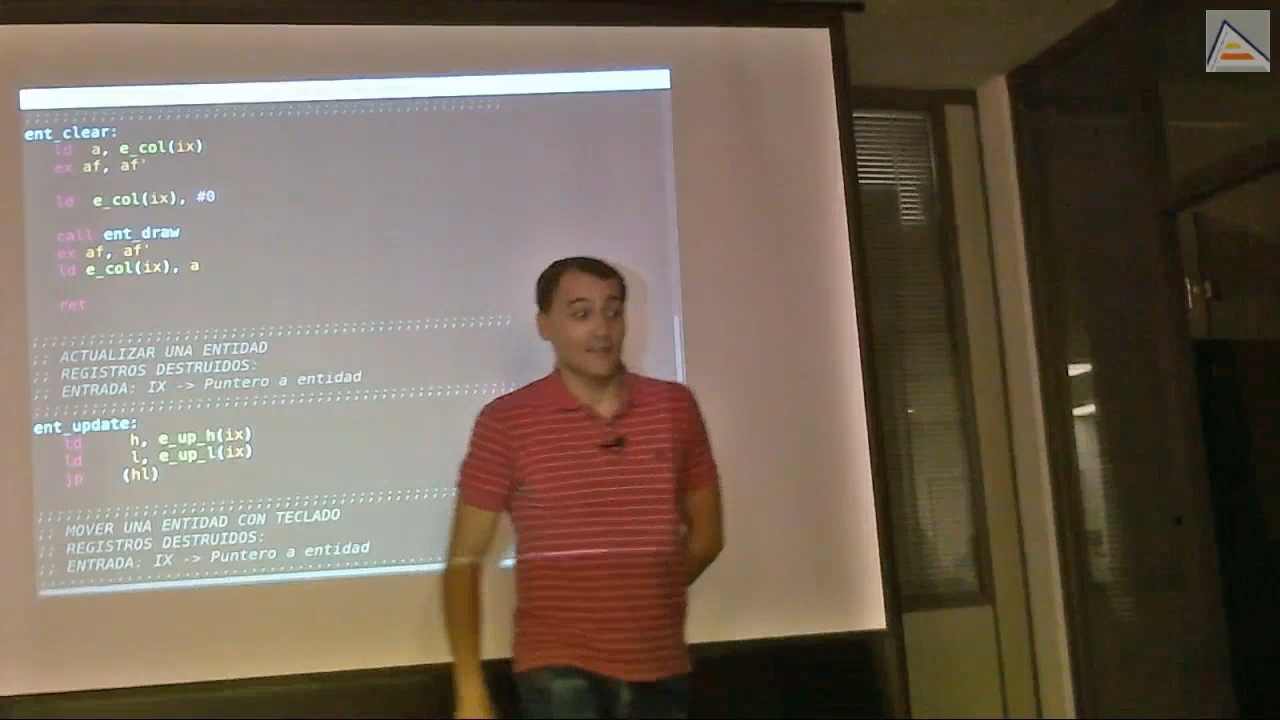 ;;;;;;;;;;;;;;;;;;;;;;;;;;;;;;;;;;;;;;;;;;;;;;;;;;
ent_clear:
ld a, e_col(ix)
ex af, af'
ld e_col(ix), #0
call ent_draw
ex af, af'
ld e_col(ix), a
ret
;;;;;;;;;;;;;;;;;;;;;;;;;;;;;;;;;;;;;;;;;;;;;;;;;;
;; ACTUALIZAR UNA ENTIDAD
;; REGISTROS DESTRUIDOS:
;; ENTRADA: IX -> Puntero a entidad
;;;;;;;;;;;;;;;;;;;;;;;;;;;;;;;;;;;;;;;;;;;;;;;;;;
ent_update:
ld h, e_up_h(ix)
ld l, e_up_l(ix)
jp (hl)
;;;;;;;;;;;;;;;;;;;;;;;;;;;;;;;;;;;;;;;;;;;;;;;;;;
;; MOVER UNA ENTIDAD CON TECLADO
;; REGISTROS DESTRUIDOS:
;; ENTRADA: IX -> Puntero a entidad